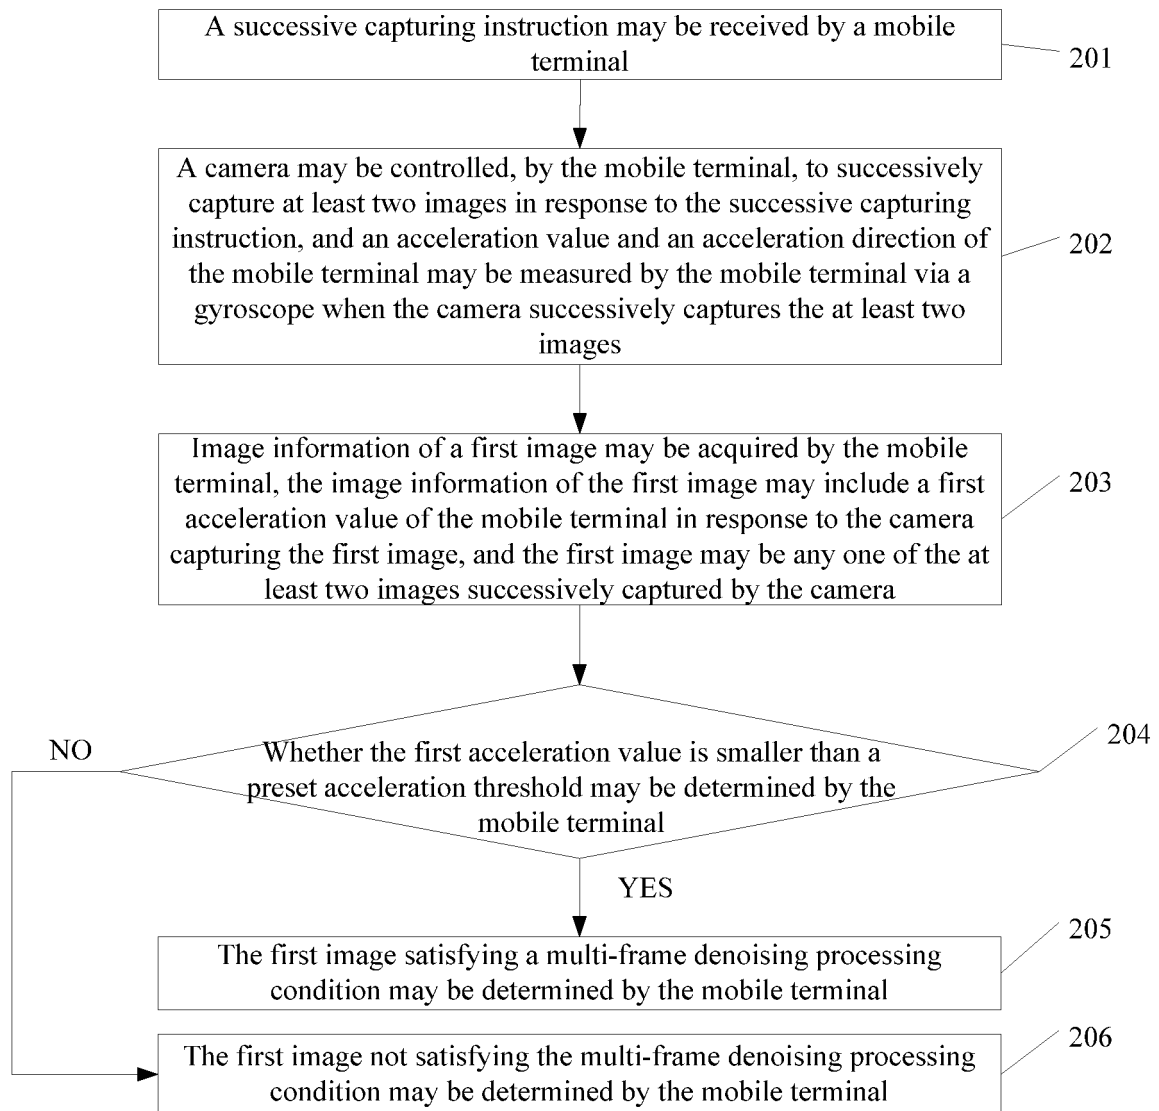 A successive capturing instruction may be received by a mobile
terminal
201
A camera may be controlled, by the mobile terminal, to successively
capture at least two images in response to the successive capturing
instruction, and an acceleration value and an acceleration direction of
the mobile terminal may be measured by the mobile terminal via a
gyroscope when the camera successively captures the at least two
images
202
Image information of a first image may be acquired by the mobile
terminal, the image information of the first image may include a first
acceleration value of the mobile terminal in response to the camera
capturing the first image, and the first image may be any one of the at
least two images successively captured by the camera
203
NO
Whether the first acceleration value is smaller than a
preset acceleration threshold may be determined by the
mobile terminal
204
YES
The first image satisfying a multi-frame denoising processing
condition may be determined by the mobile terminal
205
The first image not satisfying the multi-frame denoising processing
condition may be determined by the mobile terminal
206